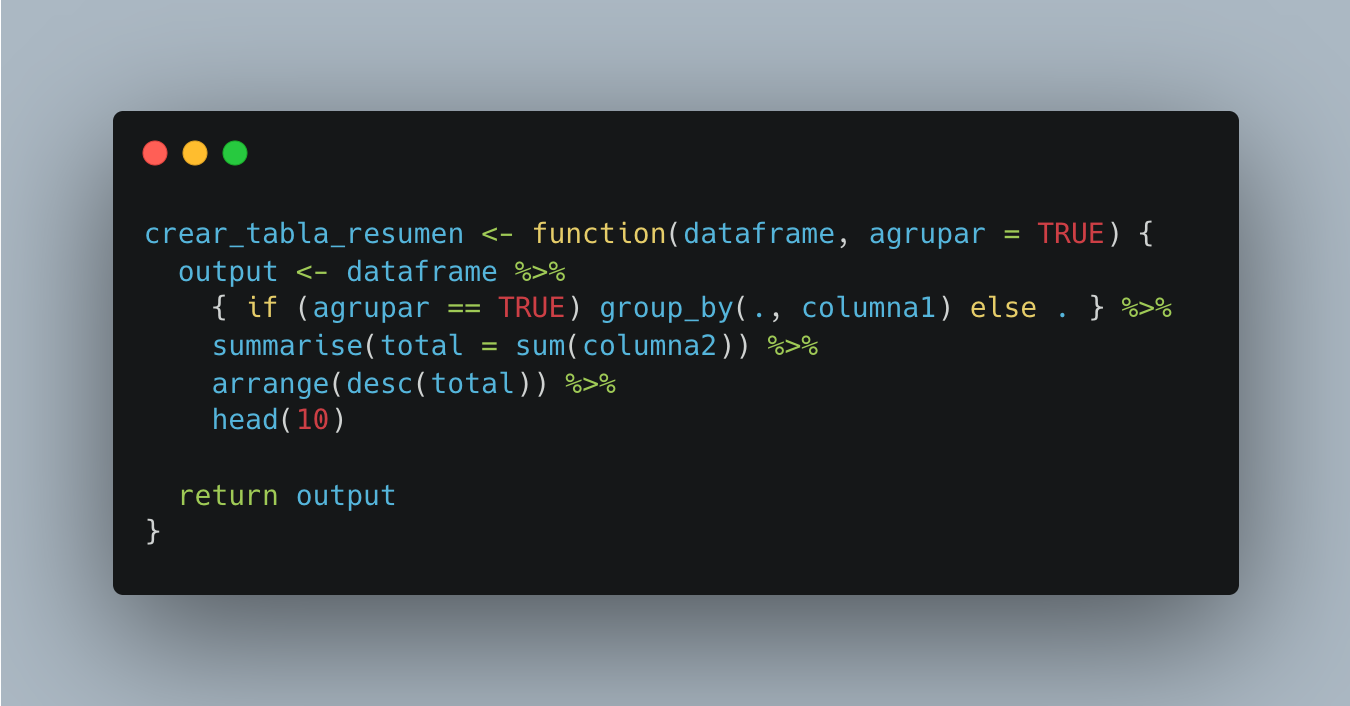 crear_tabla_resumen <- function(dataframe, agrupar = TRUE) {
  output <- dataframe %>%
    { if (agrupar == TRUE) group_by(., columna1) else . } %>%
    summarise(total = sum(columna2)) %>%
    arrange(desc(total)) %>%
    head(10)

  return output
}